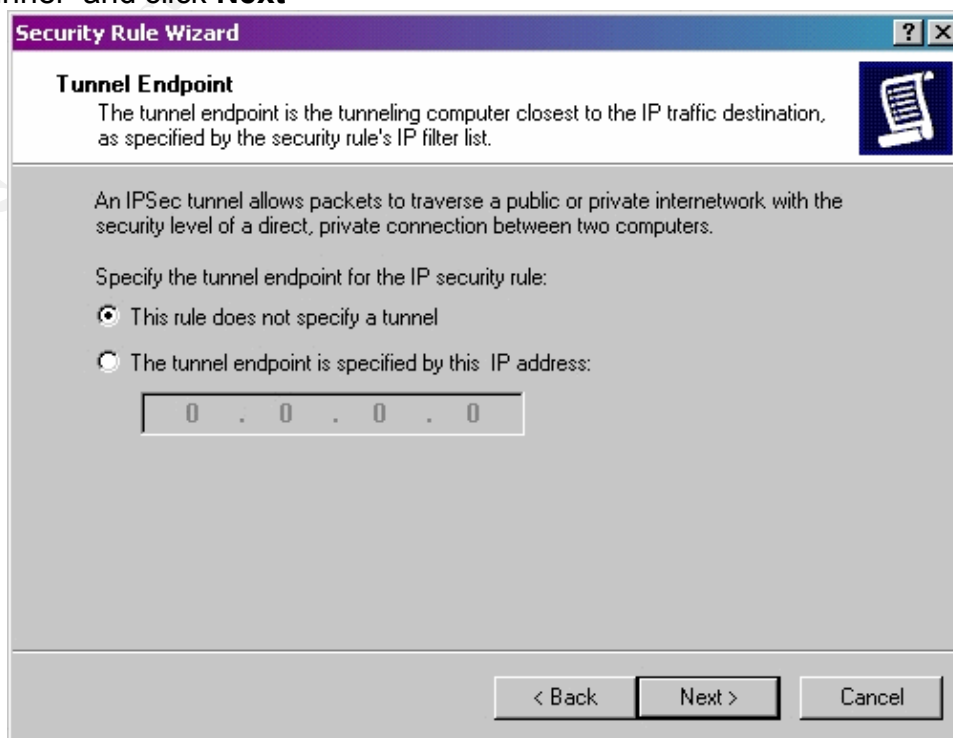 and click Next
Security Rule Wizard
Tunnel Endpoint
The tunnel endpoint is the tunneling computer closest to the IP traffic destination,
as specified by the security rule's IP filter list.
An IPSec tunnel allows packets to traverse a public or private internetwork with the
security level of a direct, private connection between two computers.
Specify the tunnel endpoint for the IP security rule:
This rule does not specify a tunnel
The tunnel endpoint is specified by this IP address:
0 . 0 . 0 . 0
< Back Next > Cancel